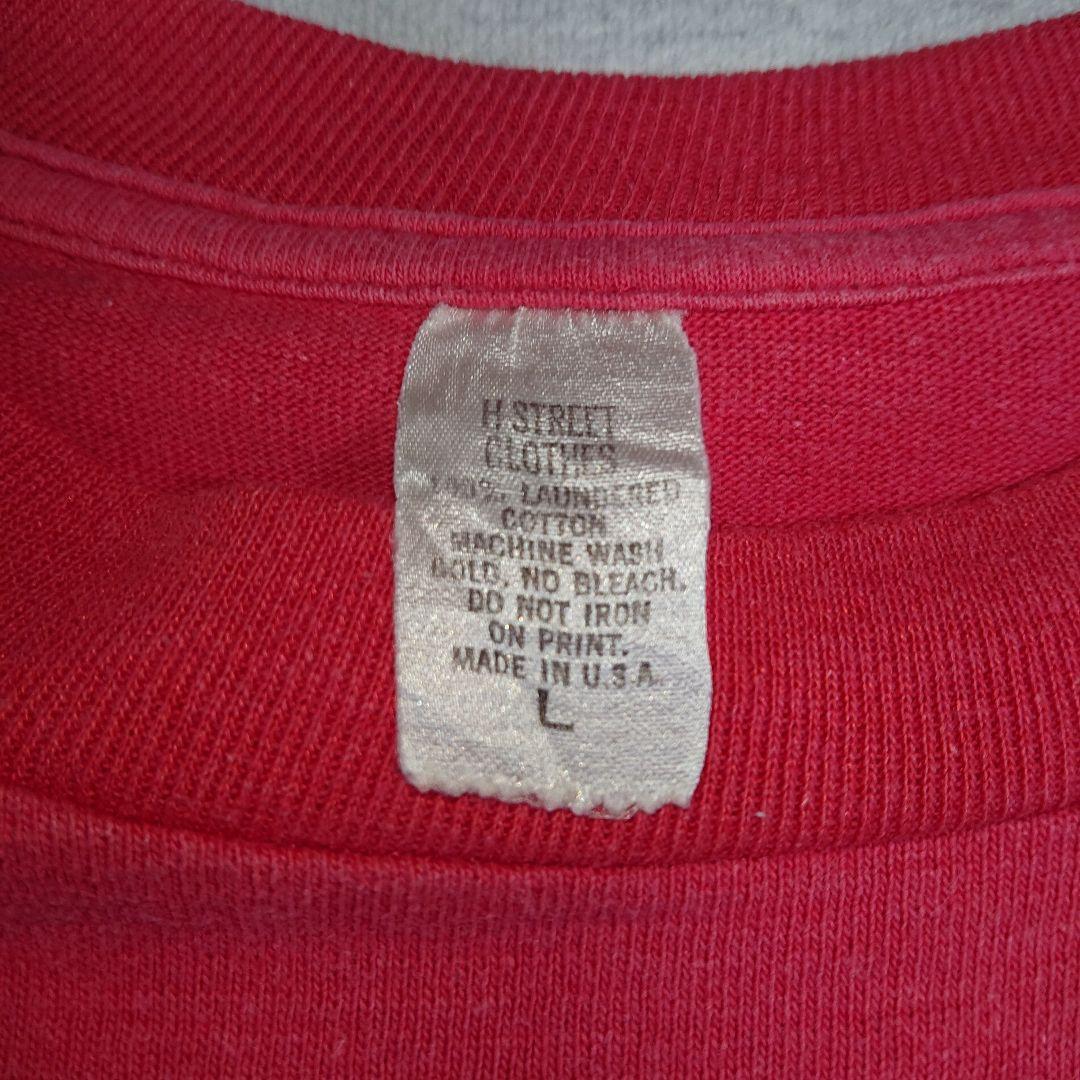 H-STREET
CLOTHES
100% LAUNDERED
COTTON
MACHINE WASH
COLD. NO BLEACH.
DO NOT IRON
ON PRINT.
MADE IN U.S.A.
L